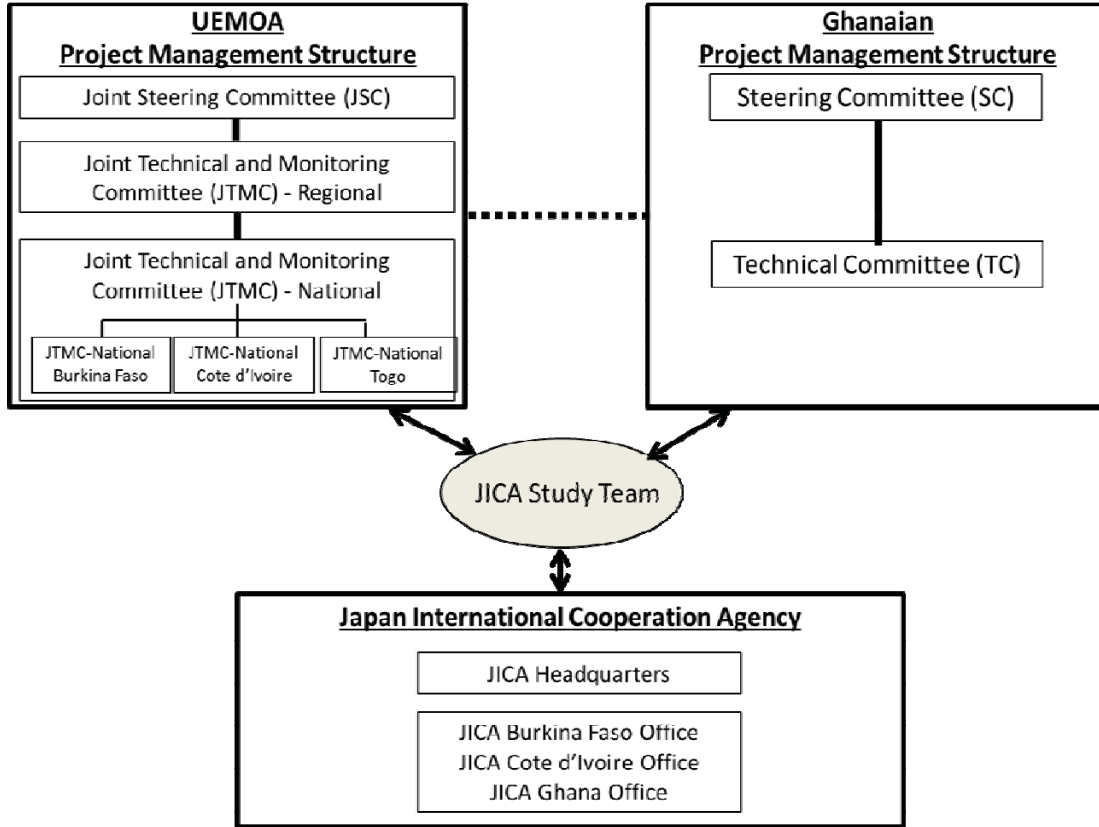 UEMOA
Project Management Structure
Joint Steering Committee (JSC)
Joint Technical and Monitoring
Committee (JTMC) - Regional
Joint Technical and Monitoring
Committee (JTMC) - National
JTMC-National
Burkina Faso
JTMC-National
Cote d'Ivoire
JTMC-National
Togo
Ghanaian
Project Management Structure
Steering Committee (SC)
Technical Committee (TC)
JICA Study Team
Japan International Cooperation Agency
JICA Headquarters
JICA Burkina Faso Office
JICA Cote d'Ivoire Office
JICA Ghana Office